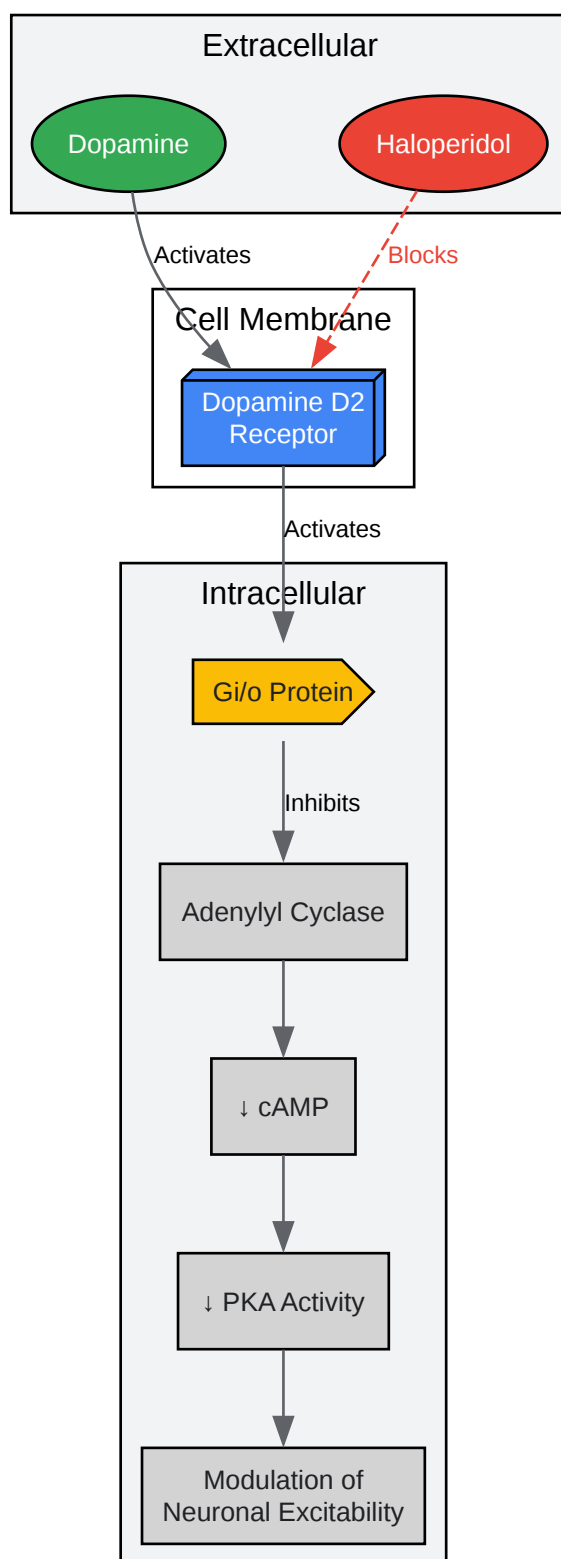 Extracellular
Dopamine
Haloperidol
Activates
Blocks
Cell Membrane
Dopamine D2
Receptor
Activates
Intracellular
Gi/o Protein
Inhibits
Adenylyl Cyclase
↓ cAMP
↓ PKA Activity
Modulation of
Neuronal Excitability